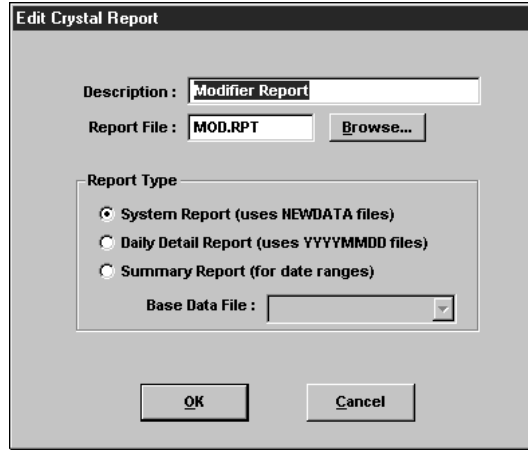 Edit Crystal Report
Description : Modifier Report
Report File : MOD.RPT Browse...
Report Type
System Report (uses NEWDATA files)
Daily Detail Report (uses YYYYMMDD files)
Summary Report (for date ranges)
Base Data File :
OK Cancel